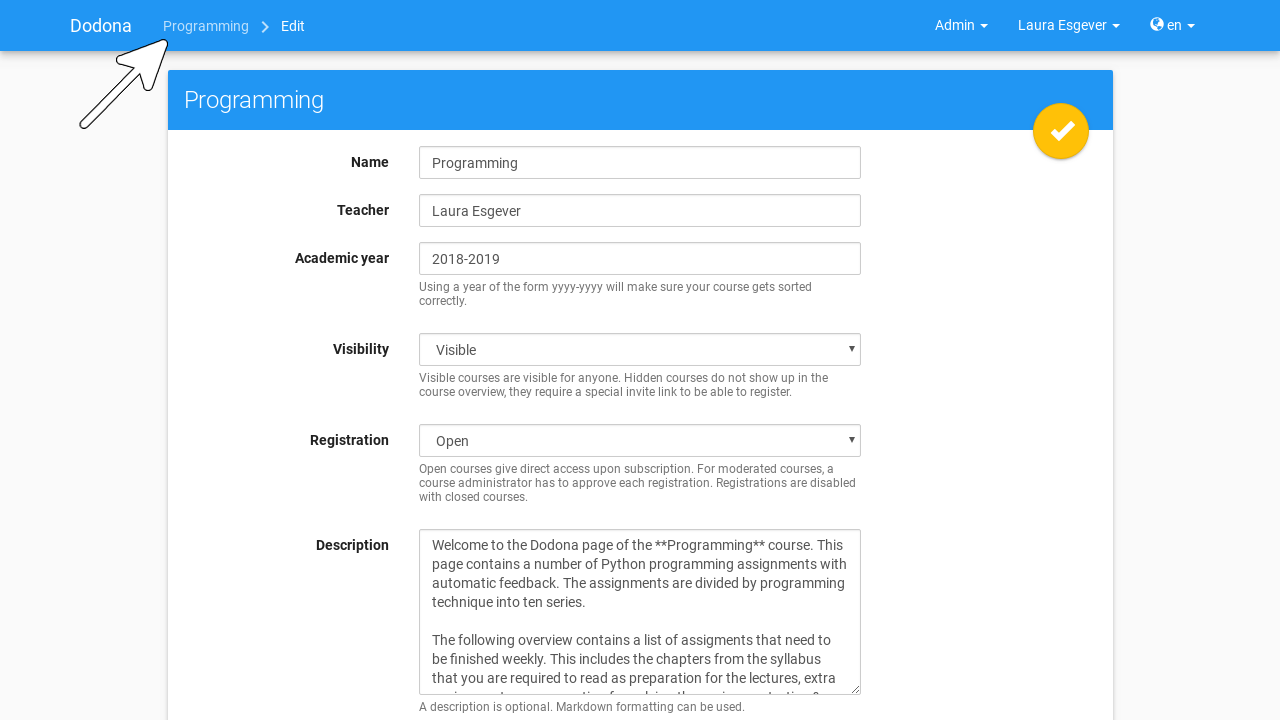 Dodona Programming Edit Admin Laura Esgever en
Programming
Name Programming
Teacher Laura Esgever
Academic year 2018-2019
Using a year of the form yyyy-yyyy will make sure your course gets sorted
correctly.
Visibility Visible
Visible courses are visible for anyone. Hidden courses do not show up in the
course overview, they require a special invite link to be able to register.
Registration Open
Open courses give direct access upon subscription. For moderated courses, a
course administrator has to approve each registration. Registrations are disabled
with closed courses.
Description Welcome to the Dodona page of the **Programming** course. This
page contains a number of Python programming assignments with
automatic feedback. The assignments are divided by programming
technique into ten series.
The following overview contains a list of assigments that need to
be finished weekly. This includes the chapters from the syllabus
that you are required to read as preparation for the lectures, extra
A description is optional. Markdown formatting can be used.